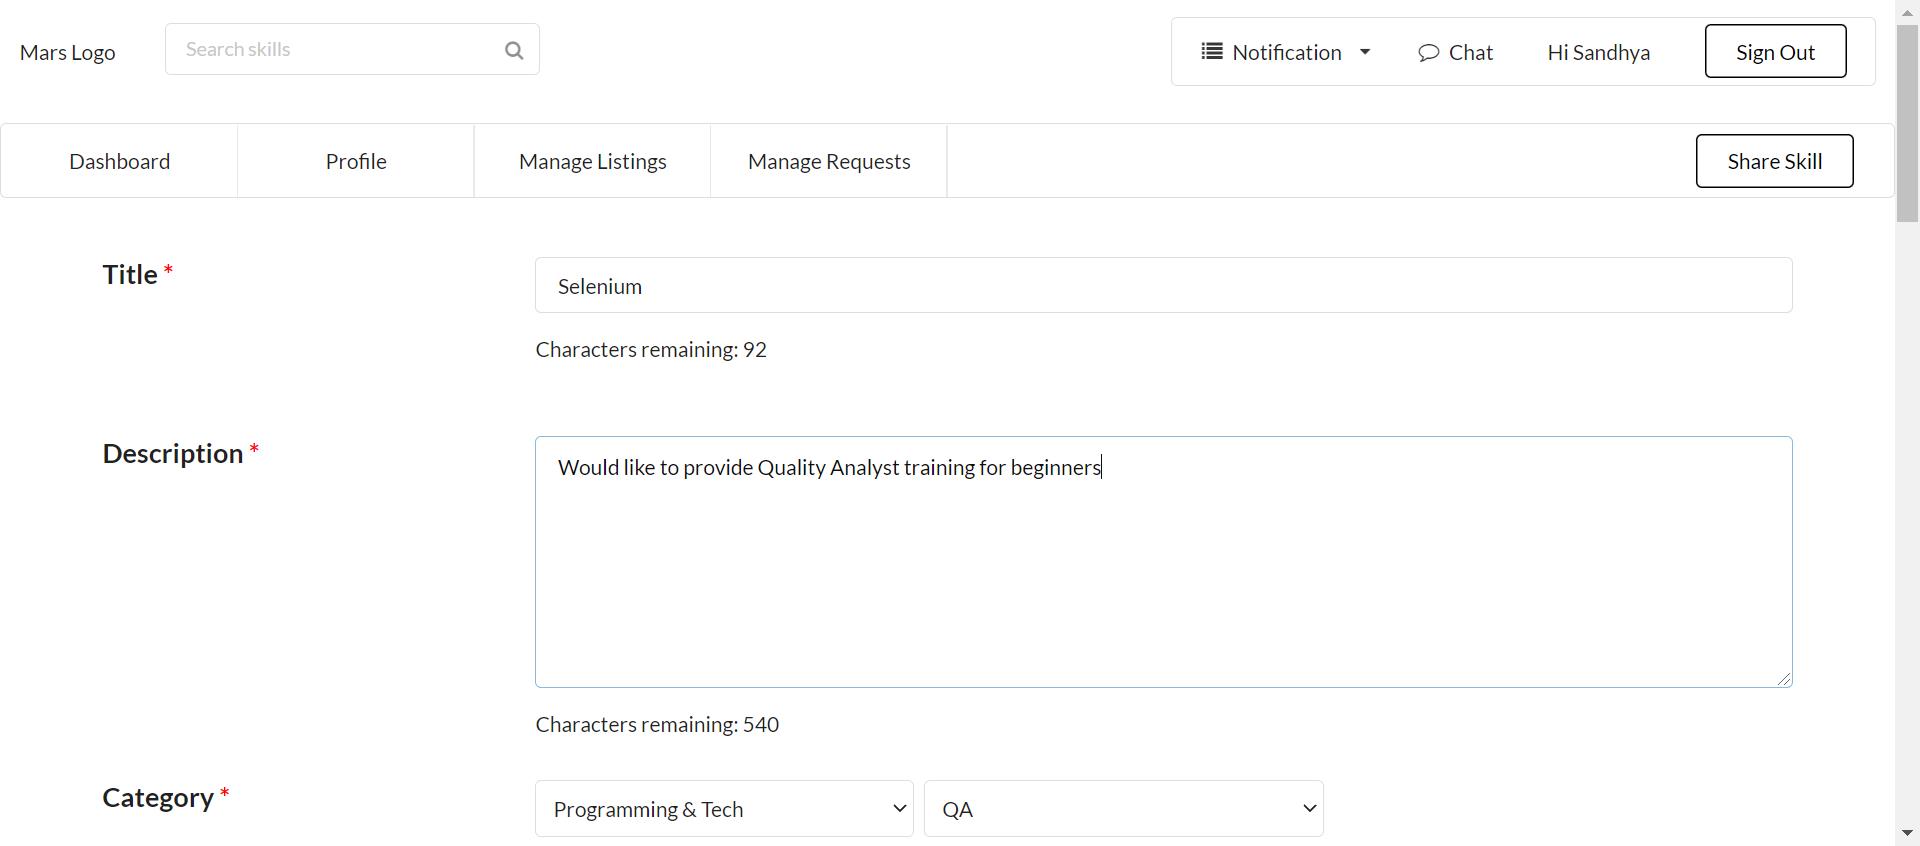 Mars Logo
Search skills
Notification
Chat
Hi Sandhya
Sign Out
Dashboard
Profile
Manage Listings
Manage Requests
Share Skill
Title *
Selenium
Characters remaining: 92
Description *
Would like to provide Quality Analyst training for beginners
Characters remaining: 540
Category *
Programming & Tech
QA